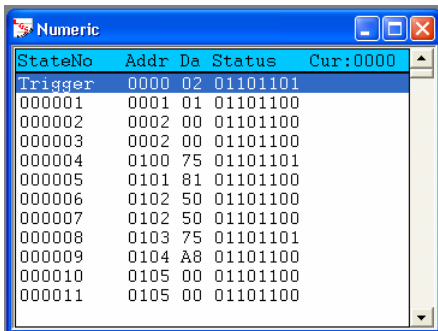 Numeric
StateNo Addr Da Status Cur:0000
Trigger 0000 02 01101101
000001 0001 01 01101100
000002 0002 00 01101100
000003 0002 00 01101100
000004 0100 75 01101101
000005 0101 81 01101100
000006 0102 50 01101100
000007 0102 50 01101100
000008 0103 75 01101101
000009 0104 A8 01101100
000010 0105 00 01101100
000011 0105 00 01101100